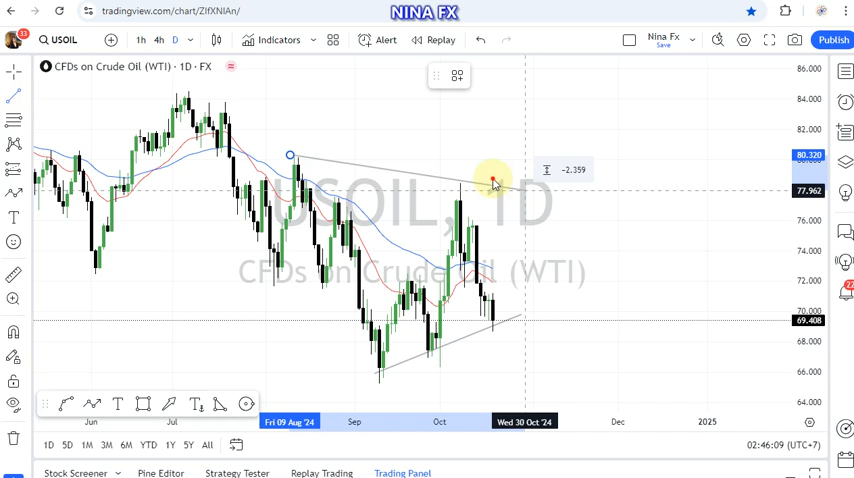 NINA FX
tradingview.com/chart/ZIfXNIAn/
33
USOIL
1h 4h D
Indicators
Alert
Replay
Nina Fx
Save
Publish
CFDs on Crude Oil (WTI) · 1D · FX
USOIL, 1D
CFDs on Crude Oil (WTI)
-2.359
86.000
84.000
82.000
80.320
77.962
76.000
74.000
72.000
70.000
69.408
66.000
64.000
Jun
Jul
Fri 09 Aug '24
Sep
Oct
Wed 30 Oct '24
Dec
2025
1D 5D 1M 3M 6M YTD 1Y 5Y All
02:46:09 (UTC+7)
Stock Screener
Pine Editor
Strategy Tester
Replay Trading
Trading Panel